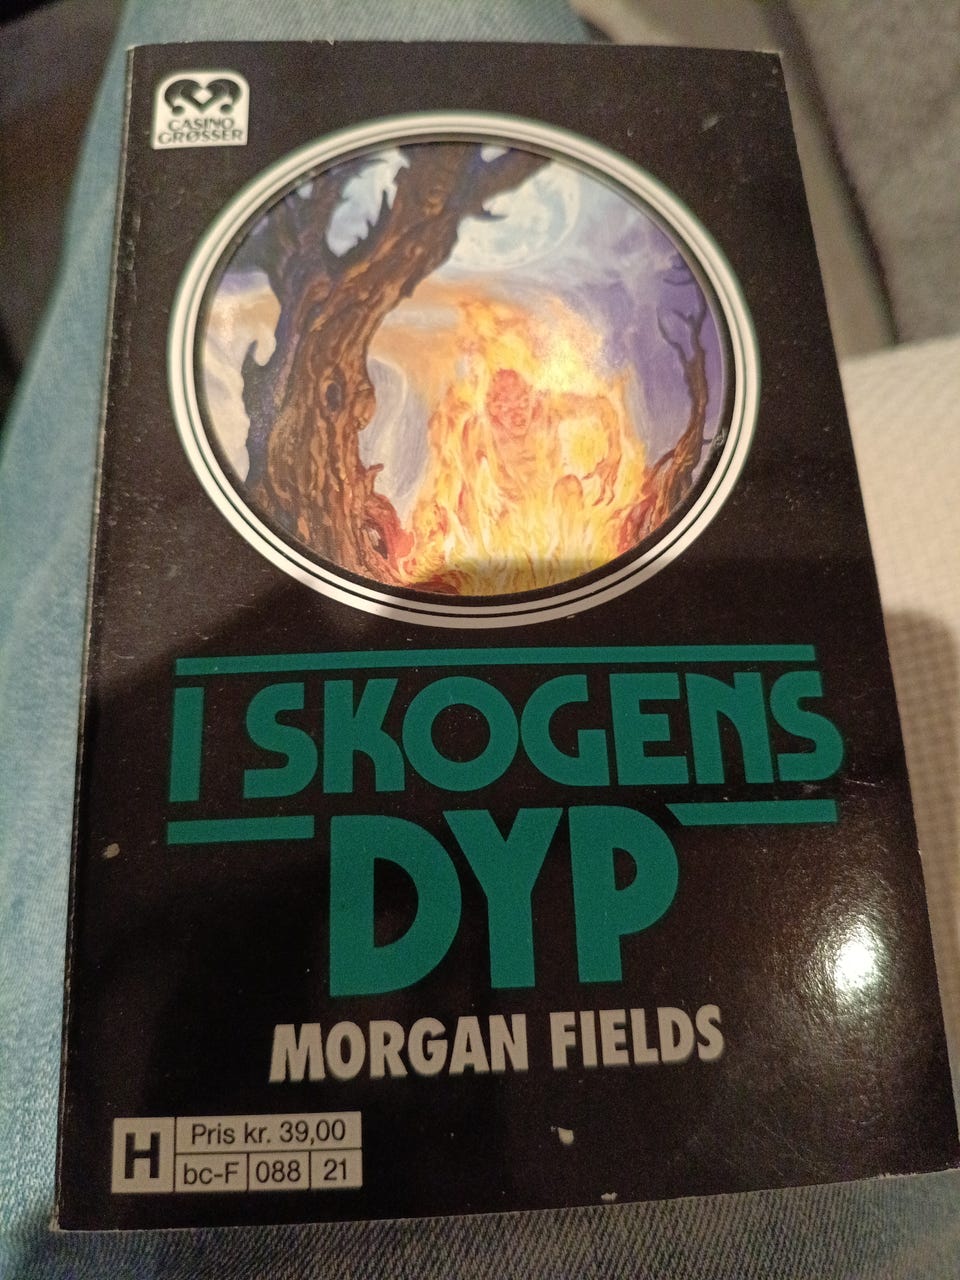 CASINO
GRØSSER
I SKOGENS
DYP
MORGAN FIELDS
H
Pris kr. 39,00
bc-F 088 21